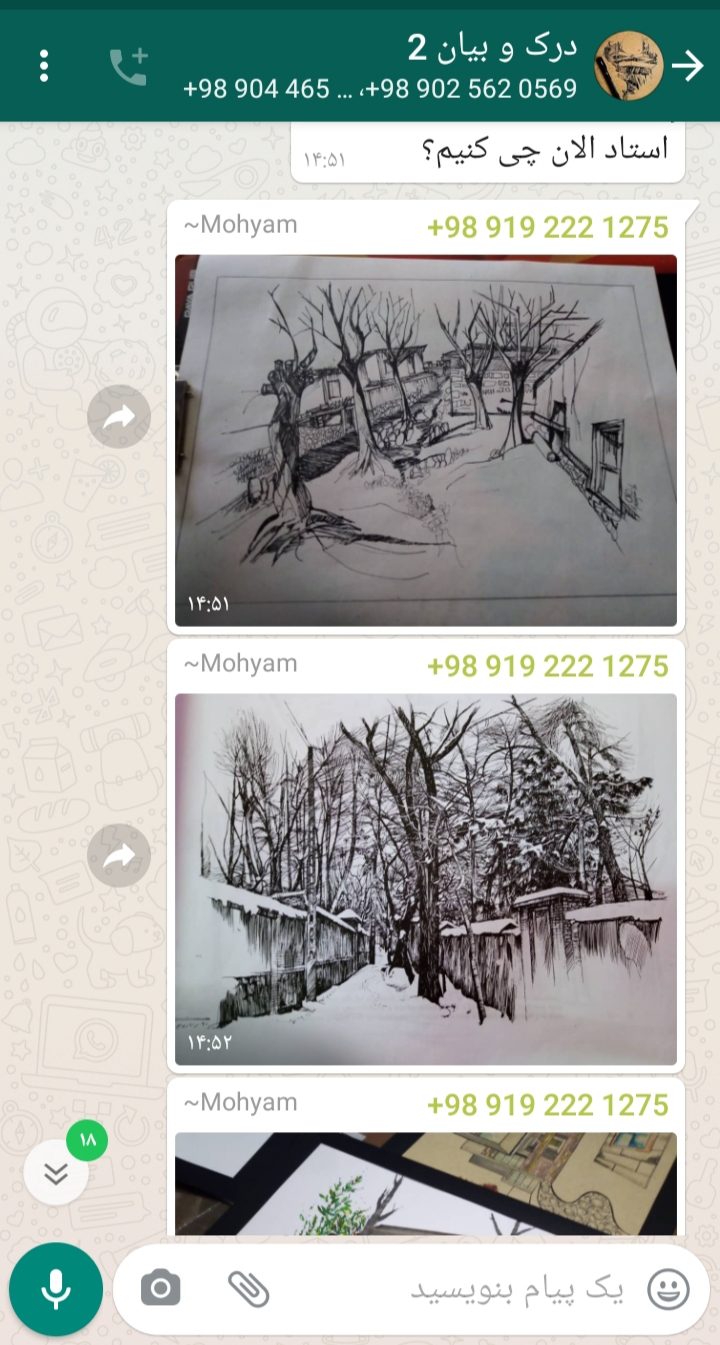 درک و بیان 2
+98 904 465 ... ،+98 902 562 0569
استاد الان چی کنیم؟
۱۴:۵۱
~Mohyam
+98 919 222 1275
۱۴:۵۱
~Mohyam
+98 919 222 1275
۱۴:۵۲
~Mohyam
+98 919 222 1275
۱۸
یک پیام بنویسید